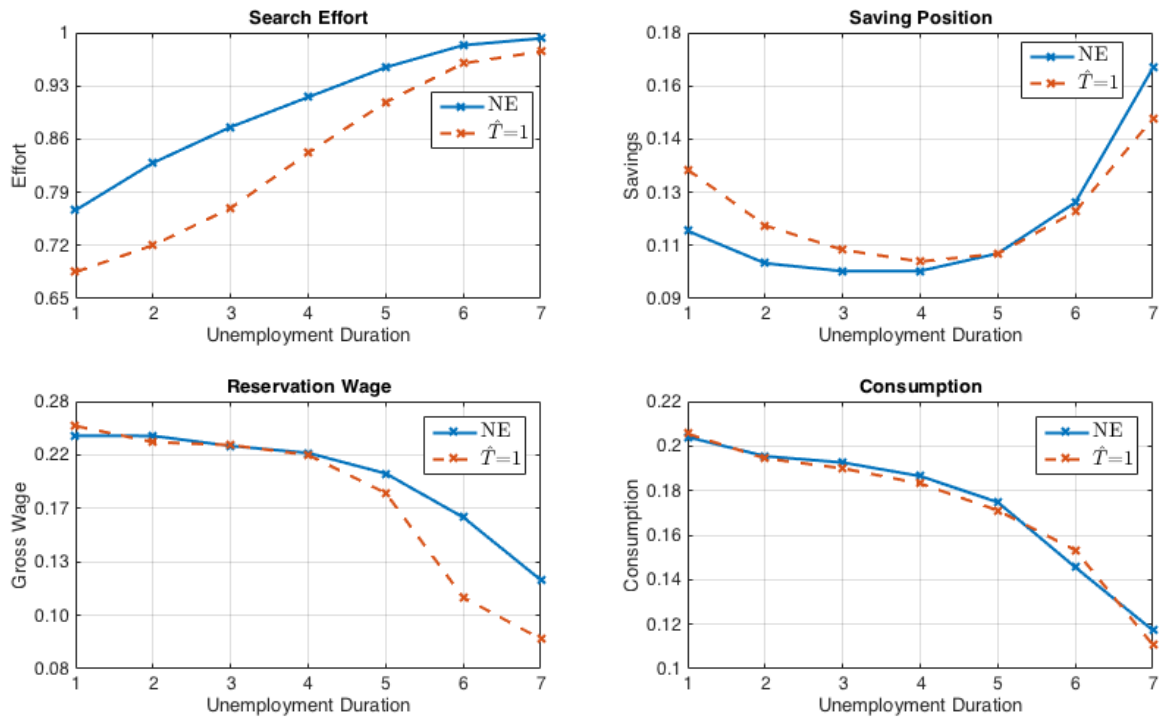 Search Effort
1
0.93
0.86
0.79
0.72
0.65
Effort
NE
T̂=1
1 2 3 4 5 6 7
Unemployment Duration
Saving Position
0.18
0.16
0.14
0.13
0.11
0.09
Savings
NE
T̂=1
1 2 3 4 5 6 7
Unemployment Duration
Reservation Wage
0.28
0.22
0.17
0.13
0.10
0.08
Gross Wage
NE
T̂=1
1 2 3 4 5 6 7
Unemployment Duration
Consumption
0.22
0.2
0.18
0.16
0.14
0.12
0.1
Consumption
NE
T̂=1
1 2 3 4 5 6 7
Unemployment Duration